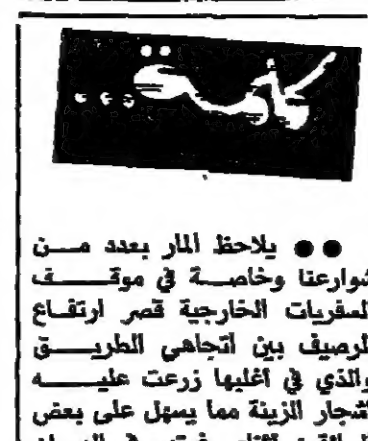 كلمة ...
●● يلاحظ المار بعدد من
شوارعنا وخاصة في موقف
السفريات الخارجية قصر ارتفاع
الرصيف بين اتجاهي الطريق
والذي في اغلبها زرعت عليه
اشجار الزينة مما يسهل على بعض